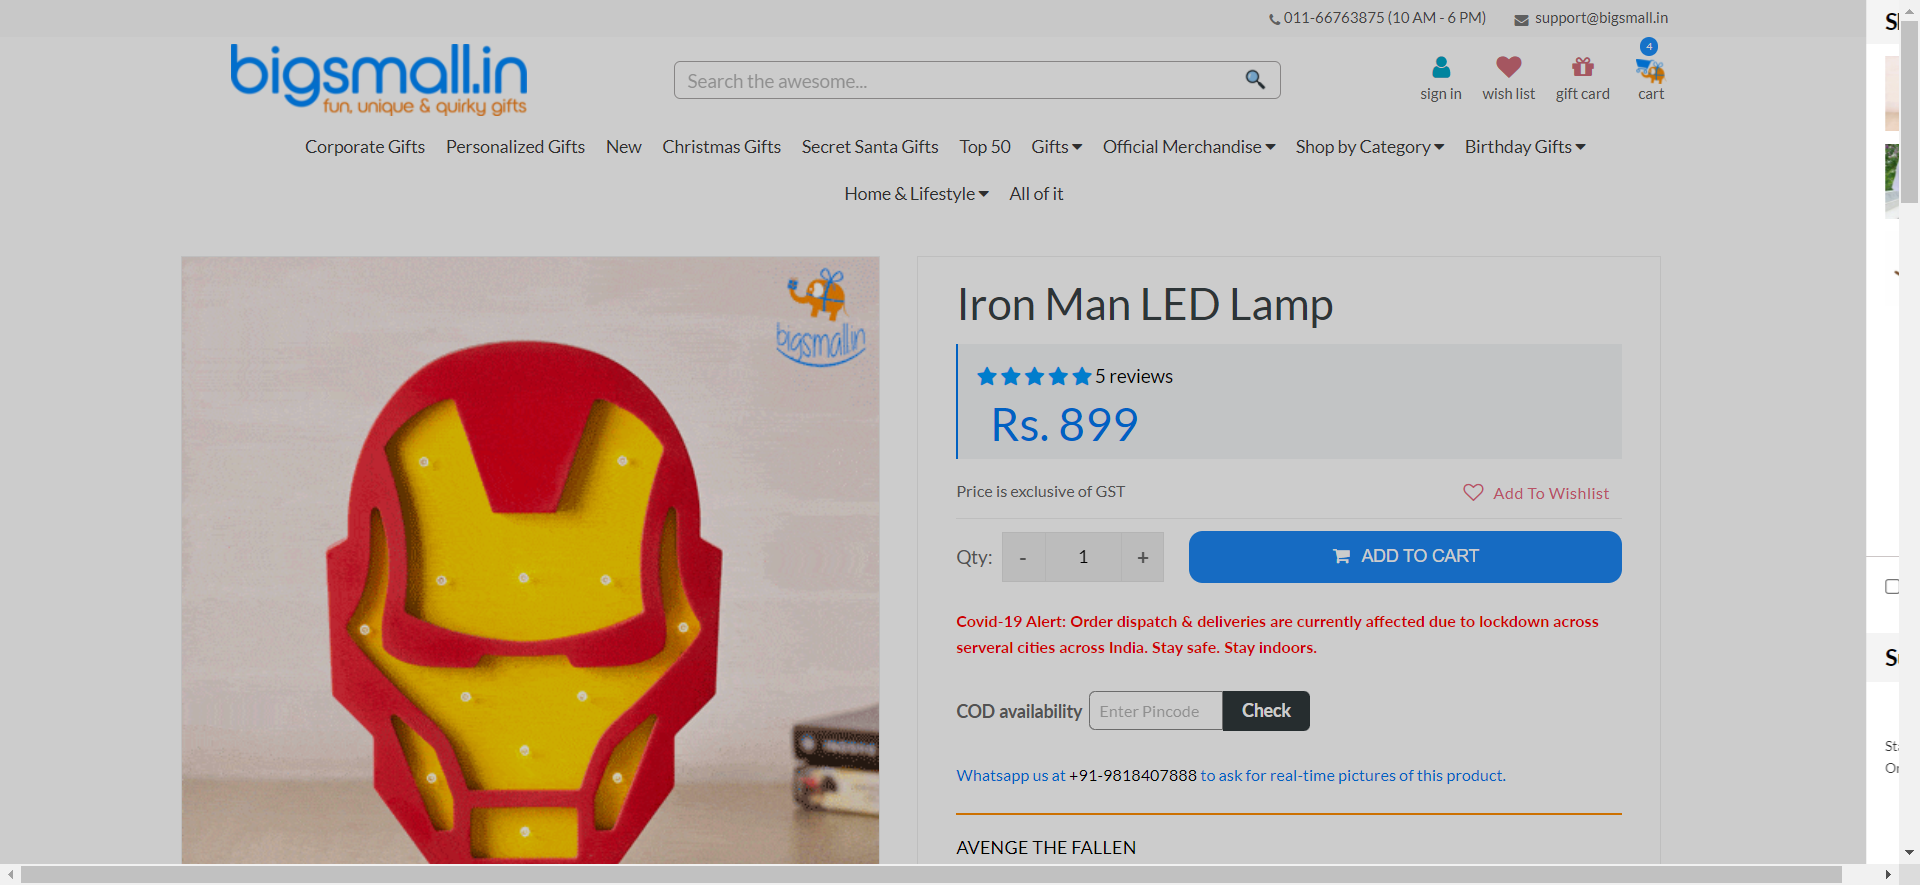 011-66763875 (10 AM - 6 PM) support@bigsmall.in
bigsmall.in
fun, unique & quirky gifts
Search the awesome...
4
sign in wish list gift card cart
Corporate Gifts Personalized Gifts New Christmas Gifts Secret Santa Gifts Top 50 Gifts Official Merchandise Shop by Category Birthday Gifts
Home & Lifestyle All of it
bigsmall.in
Iron Man LED Lamp
5 reviews
Rs. 899
Price is exclusive of GST Add To Wishlist
Qty: - 1 + ADD TO CART
Covid-19 Alert: Order dispatch & deliveries are currently affected due to lockdown across
serveral cities across India. Stay safe. Stay indoors.
COD availability Enter Pincode Check
Whatsapp us at +91-9818407888 to ask for real-time pictures of this product.
AVENGE THE FALLEN